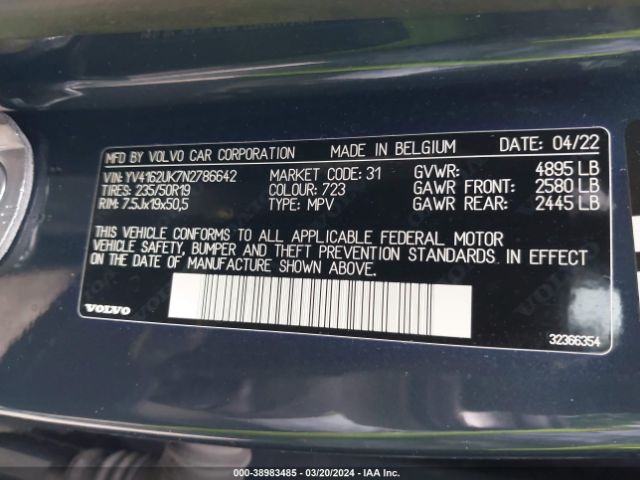 MFD BY VOLVO CAR CORPORATION MADE IN BELGIUM DATE: 04/22
VIN: YV4162UK7N2786642 MARKET CODE: 31 GVWR: 4895 LB
TIRES: 235/50R19 COLOUR: 723 GAWR FRONT: 2580 LB
RIM: 7.5Jx19x50,5 TYPE: MPV GAWR REAR: 2445 LB
THIS VEHICLE CONFORMS TO ALL APPLICABLE FEDERAL MOTOR
VEHICLE SAFETY, BUMPER AND THEFT PREVENTION STANDARDS IN EFFECT
ON THE DATE OF MANUFACTURE SHOWN ABOVE.
VOLVO
32366354
000-38983485 - 03/20/2024 - IAA Inc.